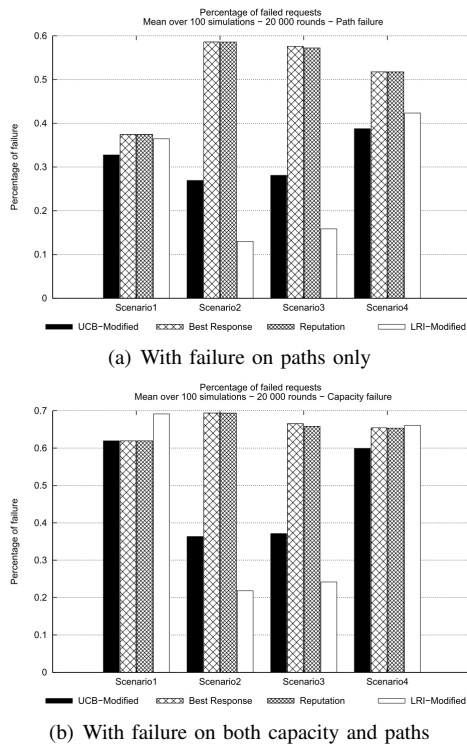 Percentage of failed requests
Mean over 100 simulations − 20 000 rounds − Path failure
0.6
0.5
0.4
0.3
0.2
0.1
0
Percentage of failure
Scenario1 Scenario2 Scenario3 Scenario4
UCB−Modified Best Response Reputation LRI−Modified
(a) With failure on paths only
Percentage of failed requests
Mean over 100 simulations − 20 000 rounds − Capacity failure
0.7
0.6
0.5
0.4
0.3
0.2
0.1
0
Percentage of failure
Scenario1 Scenario2 Scenario3 Scenario4
UCB−Modified Best Response Reputation LRI−Modified
(b) With failure on both capacity and paths